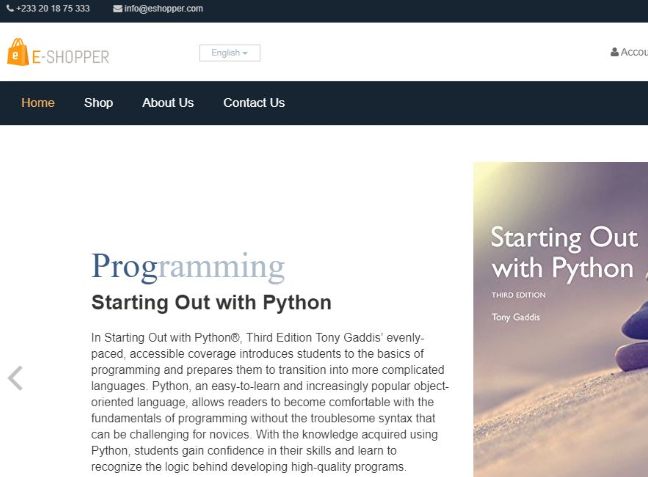 +233 20 18 75 333 info@eshopper.com
E-SHOPPER
English
Home Shop About Us Contact Us
Programming
Starting Out with Python
In Starting Out with Python®, Third Edition Tony Gaddis’ evenly-
paced, accessible coverage introduces students to the basics of
programming and prepares them to transition into more complicated
languages. Python, an easy-to-learn and increasingly popular object-
oriented language, allows readers to become comfortable with the
fundamentals of programming without the troublesome syntax that
can be challenging for novices. With the knowledge acquired using
Python, students gain confidence in their skills and learn to
recognize the logic behind developing high-quality programs.
Starting Out
with Python
THIRD EDITION
Tony Gaddis